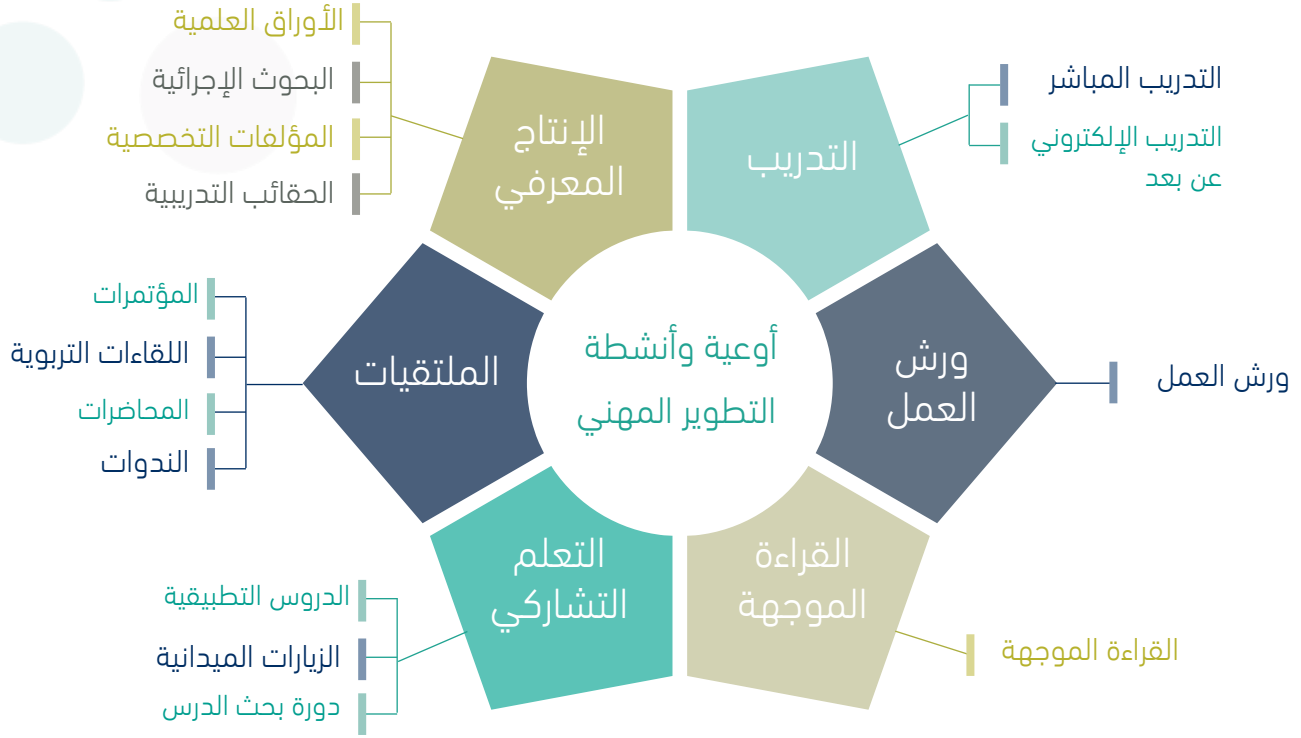 أوعية وأنشطة
التطوير المهني
التدريب
التدريب المباشر
التدريب الإلكتروني
عن بعد
ورش
العمل
ورش العمل
القراءة
الموجهة
القراءة الموجهة
التعلم
التشاركي
الدروس التطبيقية
الزيارات الميدانية
دورة بحث الدرس
الملتقيات
المؤتمرات
اللقاءات التربوية
المحاضرات
الندوات
الإنتاج
المعرفي
الأوراق العلمية
البحوث الإجرائية
المؤلفات التخصصية
الحقائب التدريبية